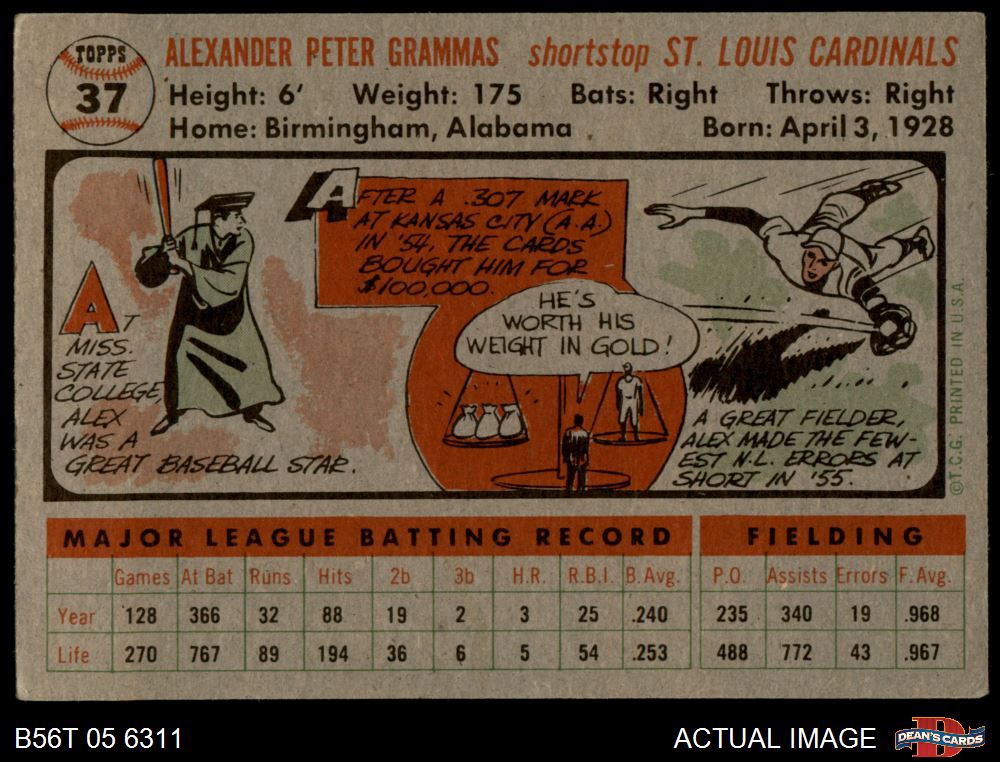 TOPPS
37
ALEXANDER PETER GRAMMAS shortstop ST. LOUIS CARDINALS
Height: 6' Weight: 175 Bats: Right Throws: Right
Home: Birmingham, Alabama Born: April 3, 1928
AT
MISS.
STATE
COLLEGE,
ALEX
WAS A
GREAT BASEBALL STAR.
AFTER A .307 MARK
AT KANSAS CITY (A.A.)
IN '54, THE CARDS
BOUGHT HIM FOR
$100,000.
HE'S
WORTH HIS
WEIGHT IN GOLD!
A GREAT FIELDER,
ALEX MADE THE FEW-
EST N.L. ERRORS AT
SHORT IN '55.
© T.C.G. PRINTED IN U.S.A.
MAJOR LEAGUE BATTING RECORD FIELDING
Games At Bat Runs Hits 2b 3b H.R. R.B.I. B.Avg. P.O. Assists Errors F.Avg.
Year 128 366 32 88 19 2 3 25 .240 235 340 19 .968
Life 270 767 89 194 36 6 5 54 .253 488 772 43 .967
B56T 05 6311 ACTUAL IMAGE DEAN'S CARDS